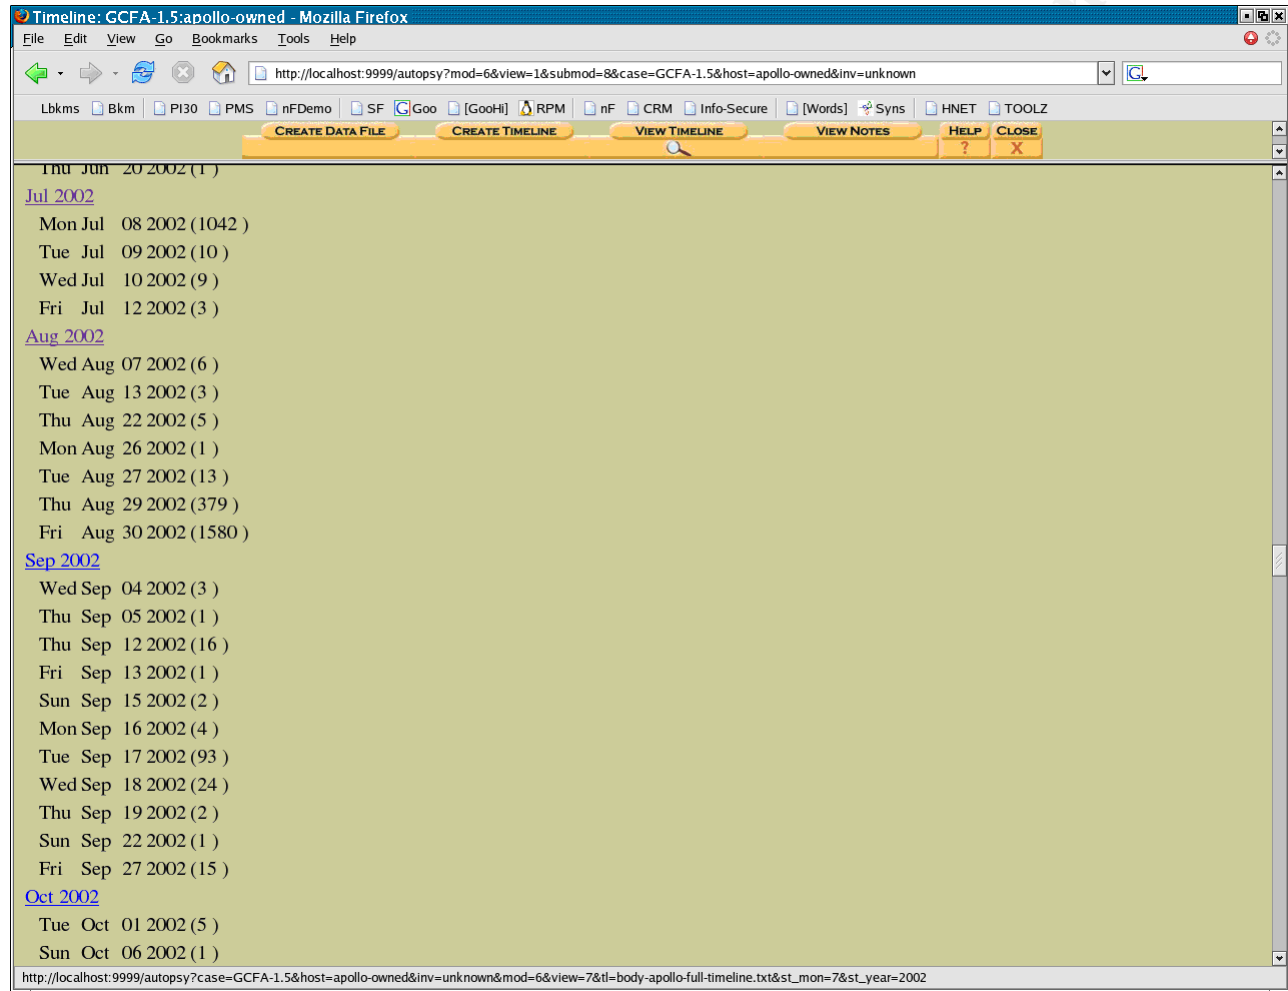 Timeline: GCFA-1.5:apollo-owned - Mozilla Firefox
File Edit View Go Bookmarks Tools Help
http://localhost:9999/autopsy?mod=6&view=1&submod=8&case=GCFA-1.5&host=apollo-owned&inv=unknown
Lbkms Bkm PI30 PMS nFDemo SF Goo [GooHi] RPM nF CRM Info-Secure [Words] Syns HNET TOOLZ
CREATE DATA FILE CREATE TIMELINE VIEW TIMELINE VIEW NOTES HELP CLOSE
? X
Thu Jun 20 2002 (1 )
Jul 2002
Mon Jul 08 2002 (1042 )
Tue Jul 09 2002 (10 )
Wed Jul 10 2002 (9 )
Fri Jul 12 2002 (3 )
Aug 2002
Wed Aug 07 2002 (6 )
Tue Aug 13 2002 (3 )
Thu Aug 22 2002 (5 )
Mon Aug 26 2002 (1 )
Tue Aug 27 2002 (13 )
Thu Aug 29 2002 (379 )
Fri Aug 30 2002 (1580 )
Sep 2002
Wed Sep 04 2002 (3 )
Thu Sep 05 2002 (1 )
Thu Sep 12 2002 (16 )
Fri Sep 13 2002 (1 )
Sun Sep 15 2002 (2 )
Mon Sep 16 2002 (4 )
Tue Sep 17 2002 (93 )
Wed Sep 18 2002 (24 )
Thu Sep 19 2002 (2 )
Sun Sep 22 2002 (1 )
Fri Sep 27 2002 (15 )
Oct 2002
Tue Oct 01 2002 (5 )
Sun Oct 06 2002 (1 )
http://localhost:9999/autopsy?case=GCFA-1.5&host=apollo-owned&inv=unknown&mod=6&view=7&tl=body-apollo-full-timeline.txt&st_mon=7&st_year=2002